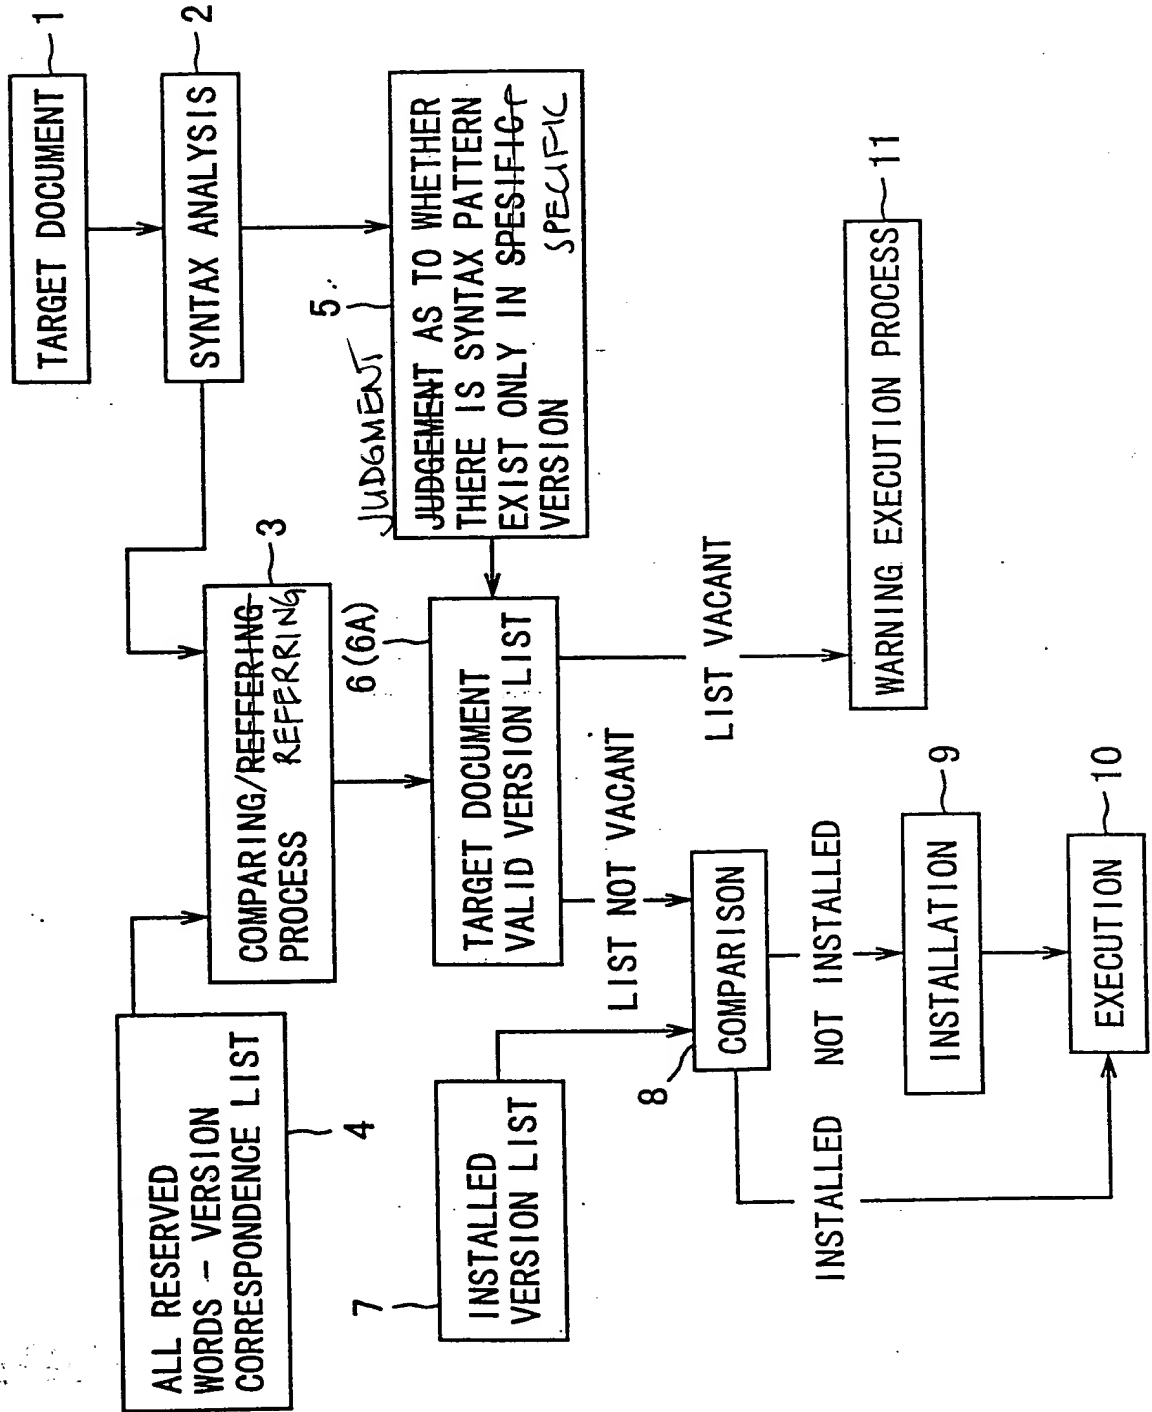 TARGET DOCUMENT
1
SYNTAX ANALYSIS
2
ALL RESERVED
WORDS - VERSION
CORRESPONDENCE LIST
4
COMPARING/REFFERING
REFERRING
PROCESS
3
JUDGMENT
5
JUDGEMENT AS TO WHETHER
THERE IS SYNTAX PATTERN
EXIST ONLY IN SPESIFIC
SPECIFIC
VERSION
6(6A)
TARGET DOCUMENT
VALID VERSION LIST
INSTALLED
VERSION LIST
7
LIST NOT VACANT
LIST VACANT
8
COMPARISON
WARNING EXECUTION PROCESS
11
INSTALLED
NOT INSTALLED
INSTALLATION
9
EXECUTION
10